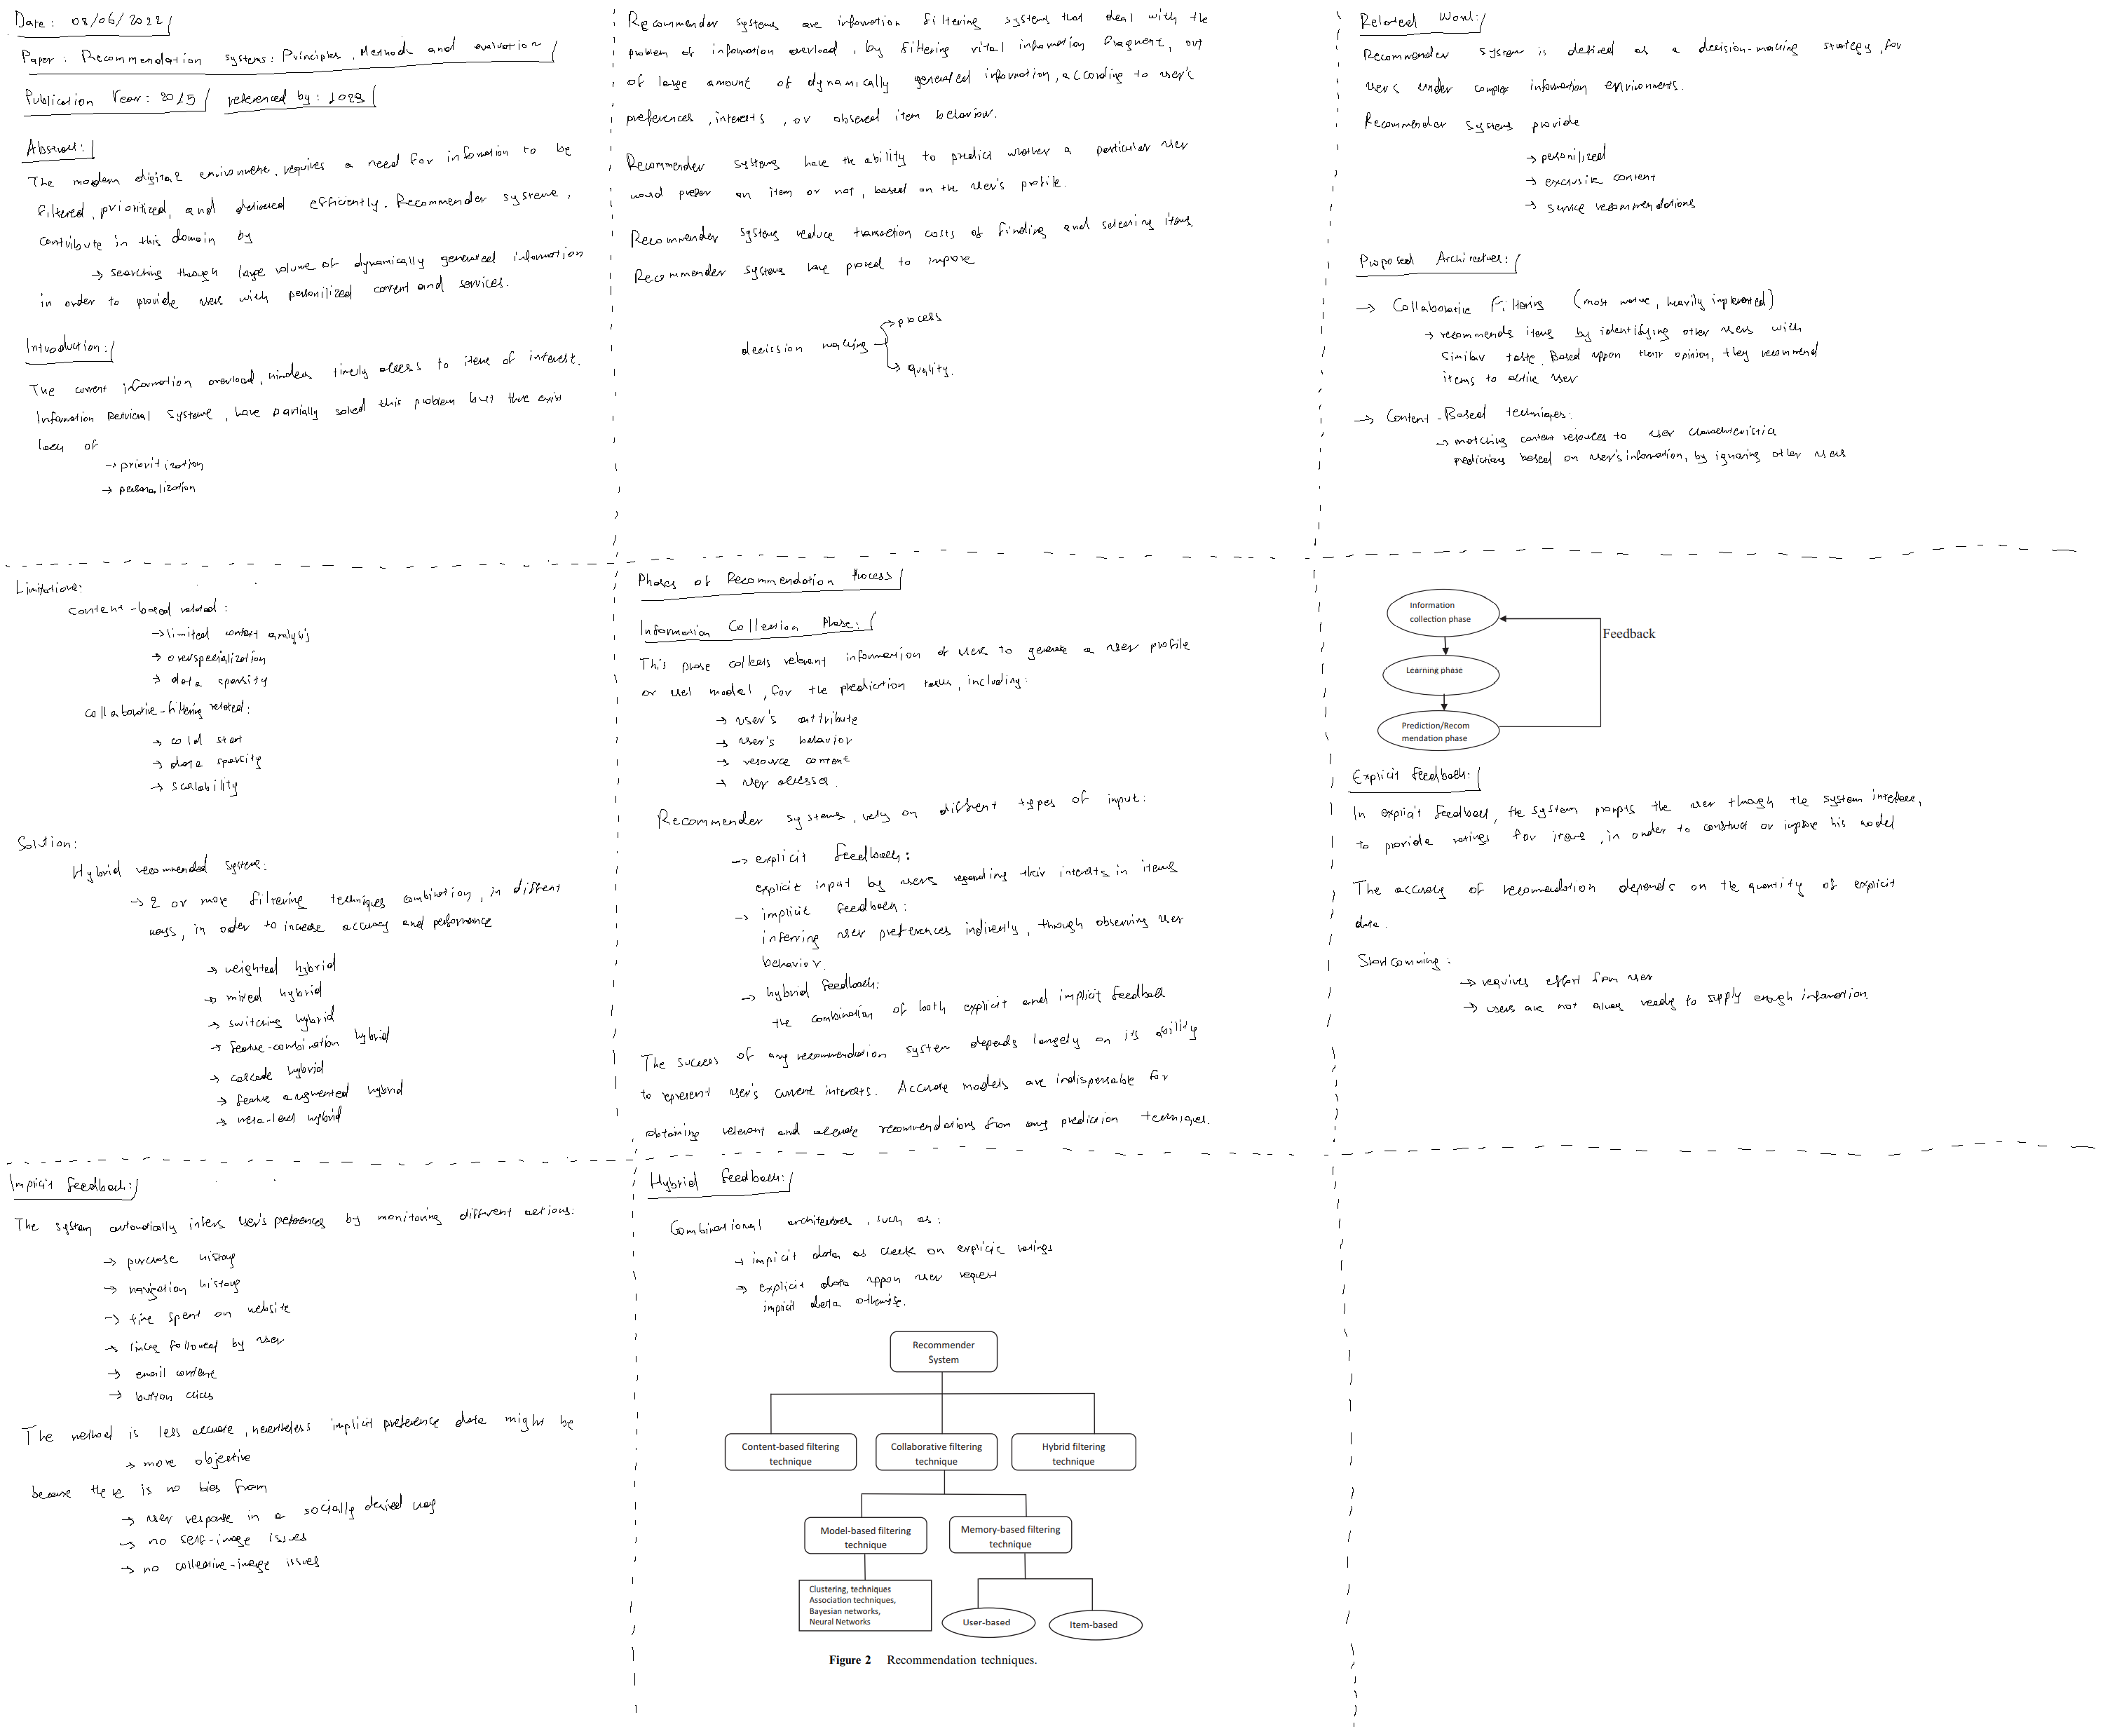 Date: 08/06/2022
Paper: Recommendation systems: Principles, Methods and evaluation
Publication Year: 2015 referenced by: 1029
Abstract:
The modern digital environment, requires a need for information to be
filtered, prioritized, and delivered efficiently. Recommender systems,
contribute in this domain by
→ searching through large volume of dynamically generated information
in order to provide users with personilized content and services.
Introduction:
The current information overload, hinders timely access to items of interest.
Information Retrieval Systems, have partially solved this problem but there exist
lack of
→ prioritization
→ personalization
Recommender systems are information filtering systems that deal with the
problem of information overload, by filtering vital information fragment, out
of large amount of dynamically generated information, according to user's
preferences, interests, or observed item behaviour.
Recommender systems have the ability to predict whether a particular user
would prefer an item or not, based on the user's profile.
Recommender systems reduce transaction costs of finding and selecting items
Recommender systems have proved to improve
decission making
→ process
→ quality.
Related Work:
Recommender system is defined as a decision-making strategy, for
users under complex information environments.
Recommender systems provide
→ personilized
→ exclusive content
→ service recommendations
Proposed Architecture:
→ Collaborative Filtering (most mature, heavily implemented)
→ recommends items by identifying other users with
similar taste. Based uppon their opinion, they recommend
items to active user
→ Content-Based techniques:
→ matching content resources to user characteristics
predictions based on user's information, by ignoring other users
Limitations:
content-based related:
→ limited content analysis
→ overspecialization
→ data sparsity
collaborative-filtering related:
→ cold start
→ data sparsity
→ scalability
Solution:
Hybrid recommended systems:
→ 2 or more filtering techniques combination, in different
ways, in order to increase accuracy and performance
→ weighted hybrid
→ mixed hybrid
→ switching hybrid
→ feature-combination hybrid
→ cascade hybrid
→ feature augmented hybrid
→ meta-level hybrid
Phases of Recommendation Process
Information Collection Phase:
This phase collects relevant information of users to generate a user profile
or user model, for the prediction tasks, including:
→ user's attribute
→ user's behavior
→ resource content
→ user accesses.
Recommender systems, rely on different types of input:
→ explicit feedback:
explicit input by users regarding their interests in items
→ implicit feedback:
inferring user preferences indirectly, through observing user
behavior.
→ hybrid feedback:
the combination of both explicit and implicit feedback
The success of any recommendation system depends largely on its ability
to represent user's current interests. Accurate models are indispensable for
obtaining relevant and accurate recommendations from any prediction techniques.
Information
collection phase
Feedback
Learning phase
Prediction/Recom
mendation phase
Explicit feedback:
In explicit feedback, the system prompts the user through the system interface,
to provide ratings for items, in order to construct or improve his model
The accuracy of recommendation depends on the quantity of explicit
data.
Shortcomming:
→ requires effort from user
→ users are not always ready to supply enough information.
Implicit feedback:
The system automatically infers user's preferences by monitoring different actions:
→ purchase history
→ navigation history
→ time spent on website
→ links followed by user
→ email content
→ button clicks
The method is less accurate, nevertheless implicit preference data might be
→ more objective
because there is no bias from
→ user response in a socially desired way
→ no self-image issues
→ no collective-image issues
Hybrid feedback:
Combinational architectures, such as:
→ implicit data as check on explicit ratings
→ explicit data uppon user request
implicit data otherwise.
Recommender
System
Content-based filtering
technique
Collaborative filtering
technique
Hybrid filtering
technique
Model-based filtering
technique
Memory-based filtering
technique
Clustering, techniques
Association techniques,
Bayesian networks,
Neural Networks
User-based
Item-based
Figure 2 Recommendation techniques.